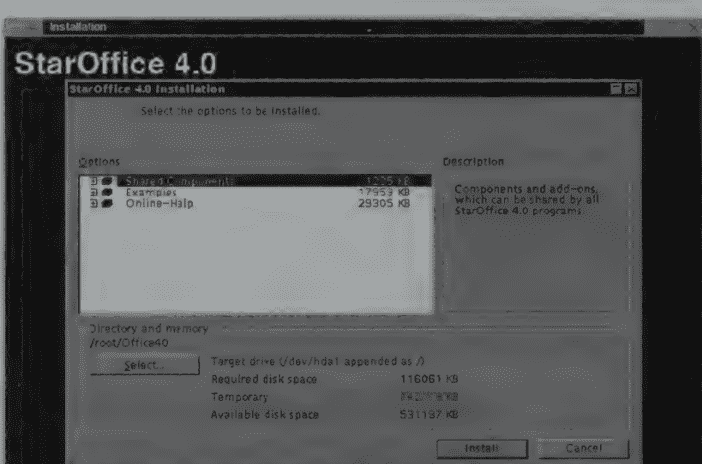 Installation
StarOffice 4.0
StarOffice 4.0 Installation
Select the options to be installed.
Options
Description
Shared Components 1225 KB
Examples 17953 KB
Online-Help 29305 KB
Components and add-ons,
which can be shared by all
StarOffice 4.0 programs.
Directory and memory
/root/Office40
Select...
Target drive (/dev/hda1 appended as /)
Required disk space 116061 KB
Temporary
Available disk space 531137 KB
Install Cancel